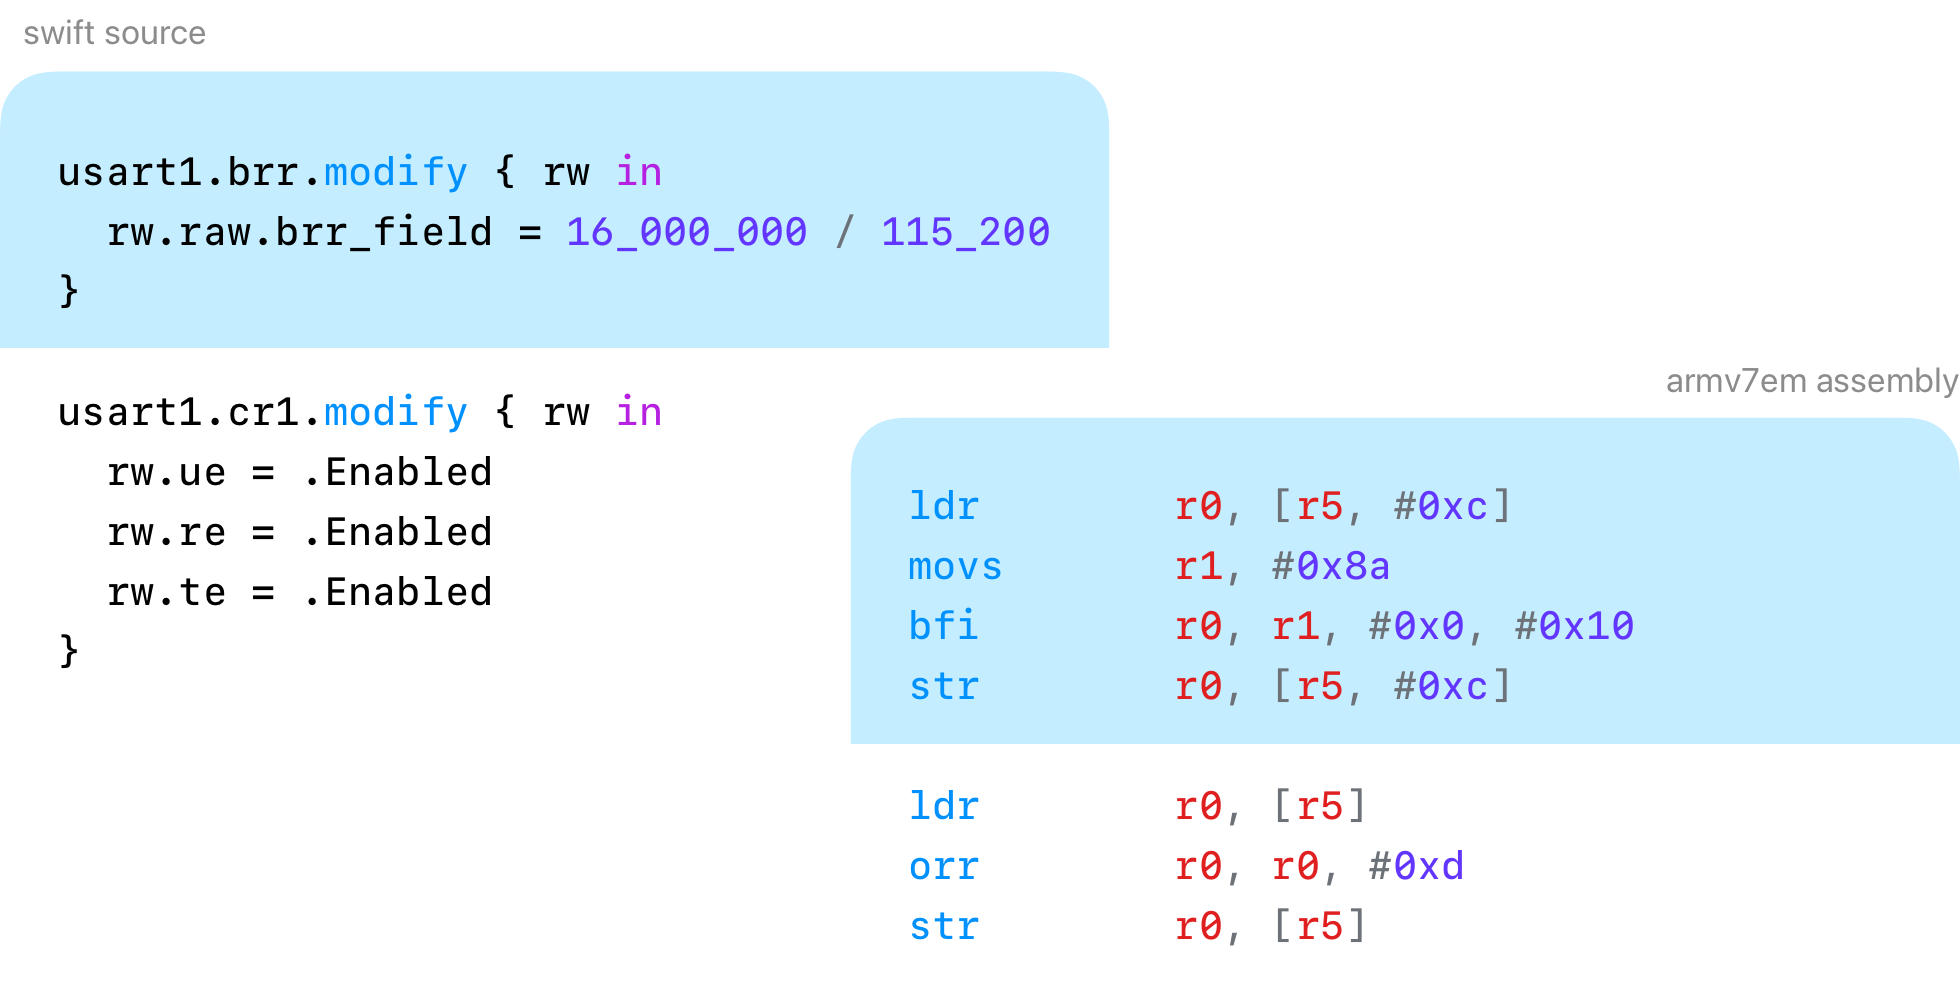 swift source
usart1.brr.modify { rw in
  rw.raw.brr_field = 16_000_000 / 115_200
}
usart1.cr1.modify { rw in
  rw.ue = .Enabled
  rw.re = .Enabled
  rw.te = .Enabled
}
armv7em assembly
ldr r0, [r5, #0xc]
movs r1, #0x8a
bfi r0, r1, #0x0, #0x10
str r0, [r5, #0xc]
ldr r0, [r5]
orr r0, r0, #0xd
str r0, [r5]